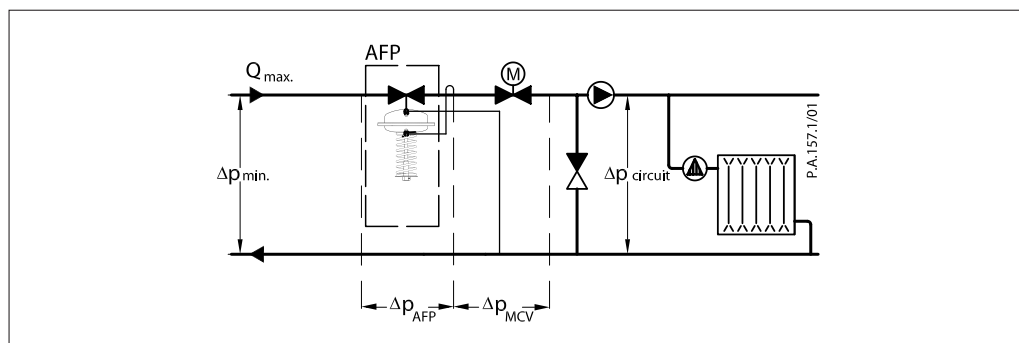 AFP
Q max.
M
Δp min.
Δp circuit
P.A.157.1/01
Δp AFP
Δp MCV